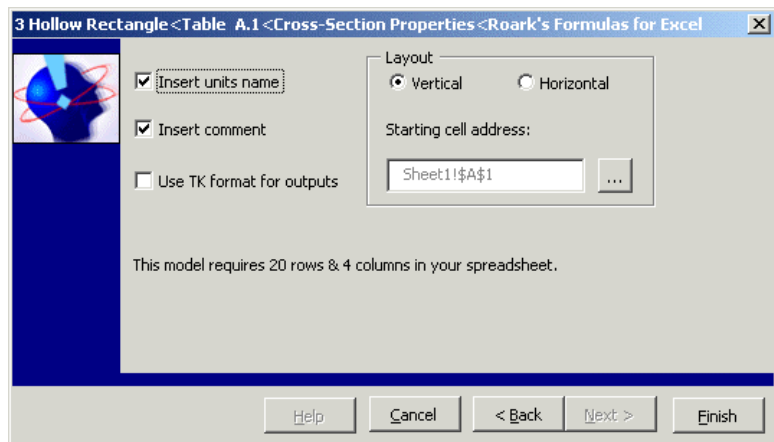 3 Hollow Rectangle<Table A.1<Cross-Section Properties<Roark's Formulas for Excel
Layout
Insert units name
Vertical
Horizontal
Insert comment
Starting cell address:
Use TK format for outputs
Sheet1!$A$1
...
This model requires 20 rows & 4 columns in your spreadsheet.
Help
Cancel
< Back
Next >
Finish